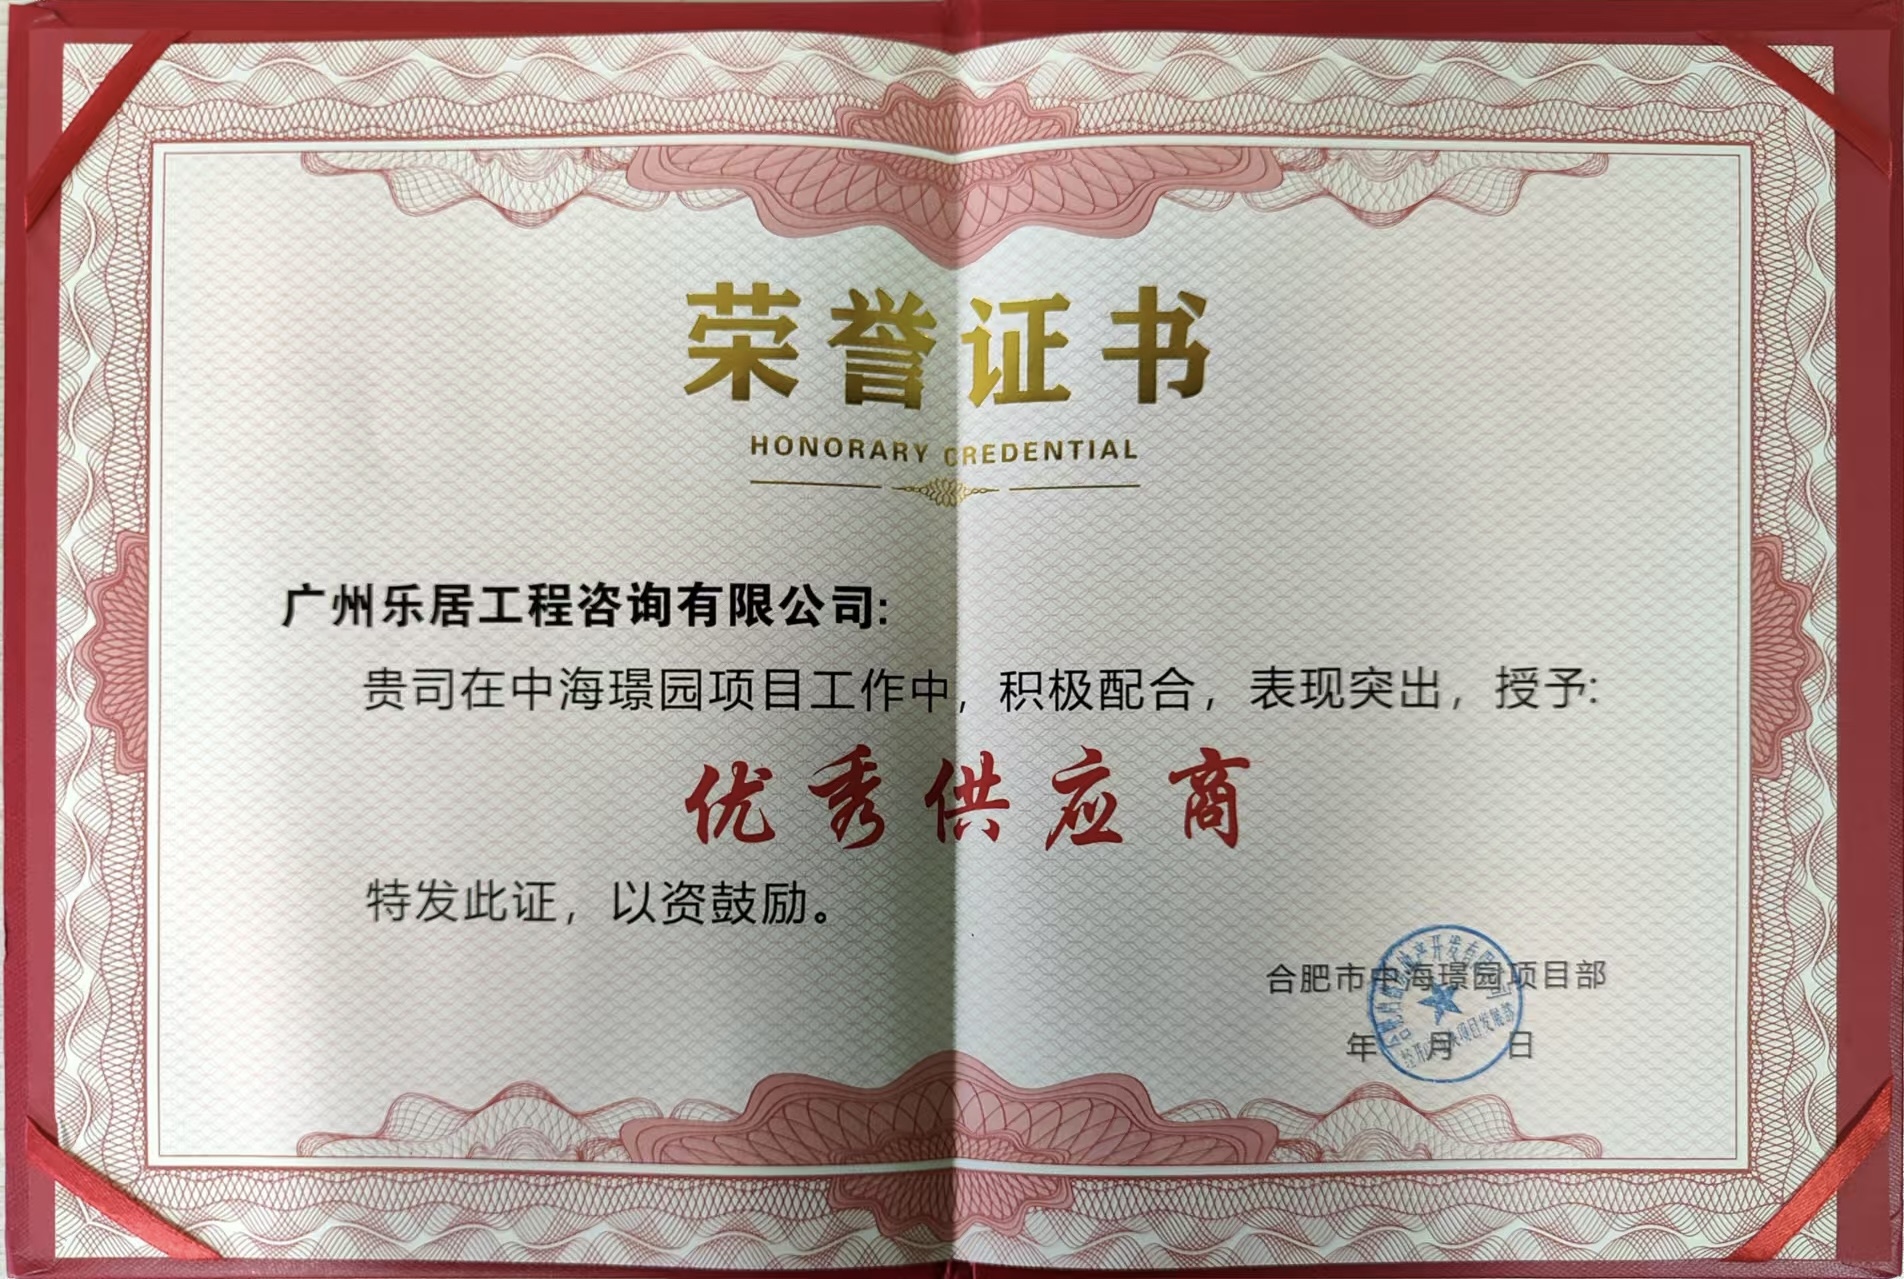 荣誉证书
HONORARY CREDENTIAL
广州乐居工程咨询有限公司:
贵司在中海璟园项目工作中，积极配合，表现突出，授予:
优秀供应商
特发此证，以资鼓励。
合肥市中海璟园项目部
年 月 日